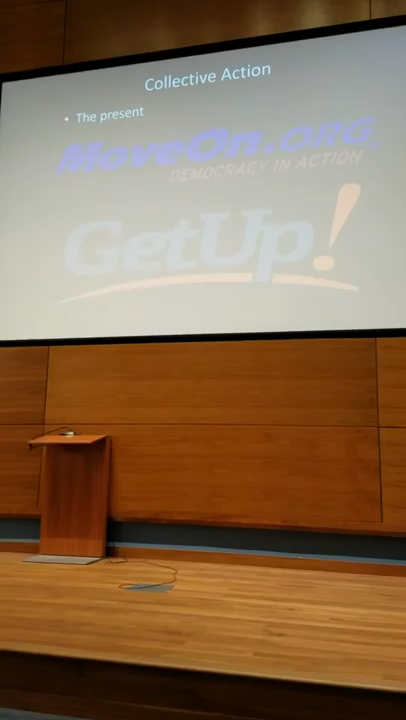 Collective Action
• The present
MoveOn.ORG
DEMOCRACY IN ACTION
GetUp!